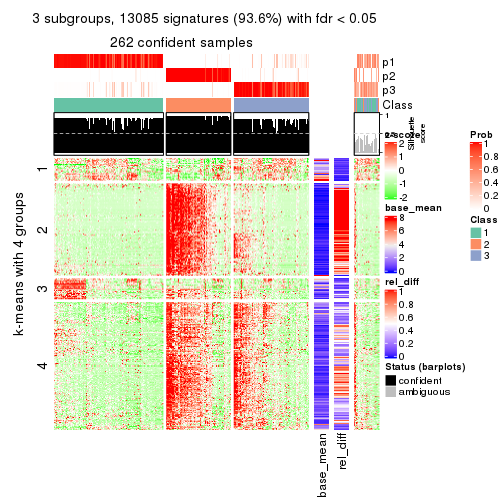 3 subgroups, 13085 signatures (93.6%) with fdr < 0.05
262 confident samples
p1
p2
p3
Class
1
Silhouette
score
z-score
2
1
0
-1
-2
Prob
1
0.8
0.6
0.4
0.2
0
base_mean
8
6
4
2
0
Class
1
2
3
rel_diff
1
0.8
0.6
0.4
0.2
0
Status (barplots)
confident
ambiguous
k-means with 4 groups
1
2
3
4
base_mean
rel_diff